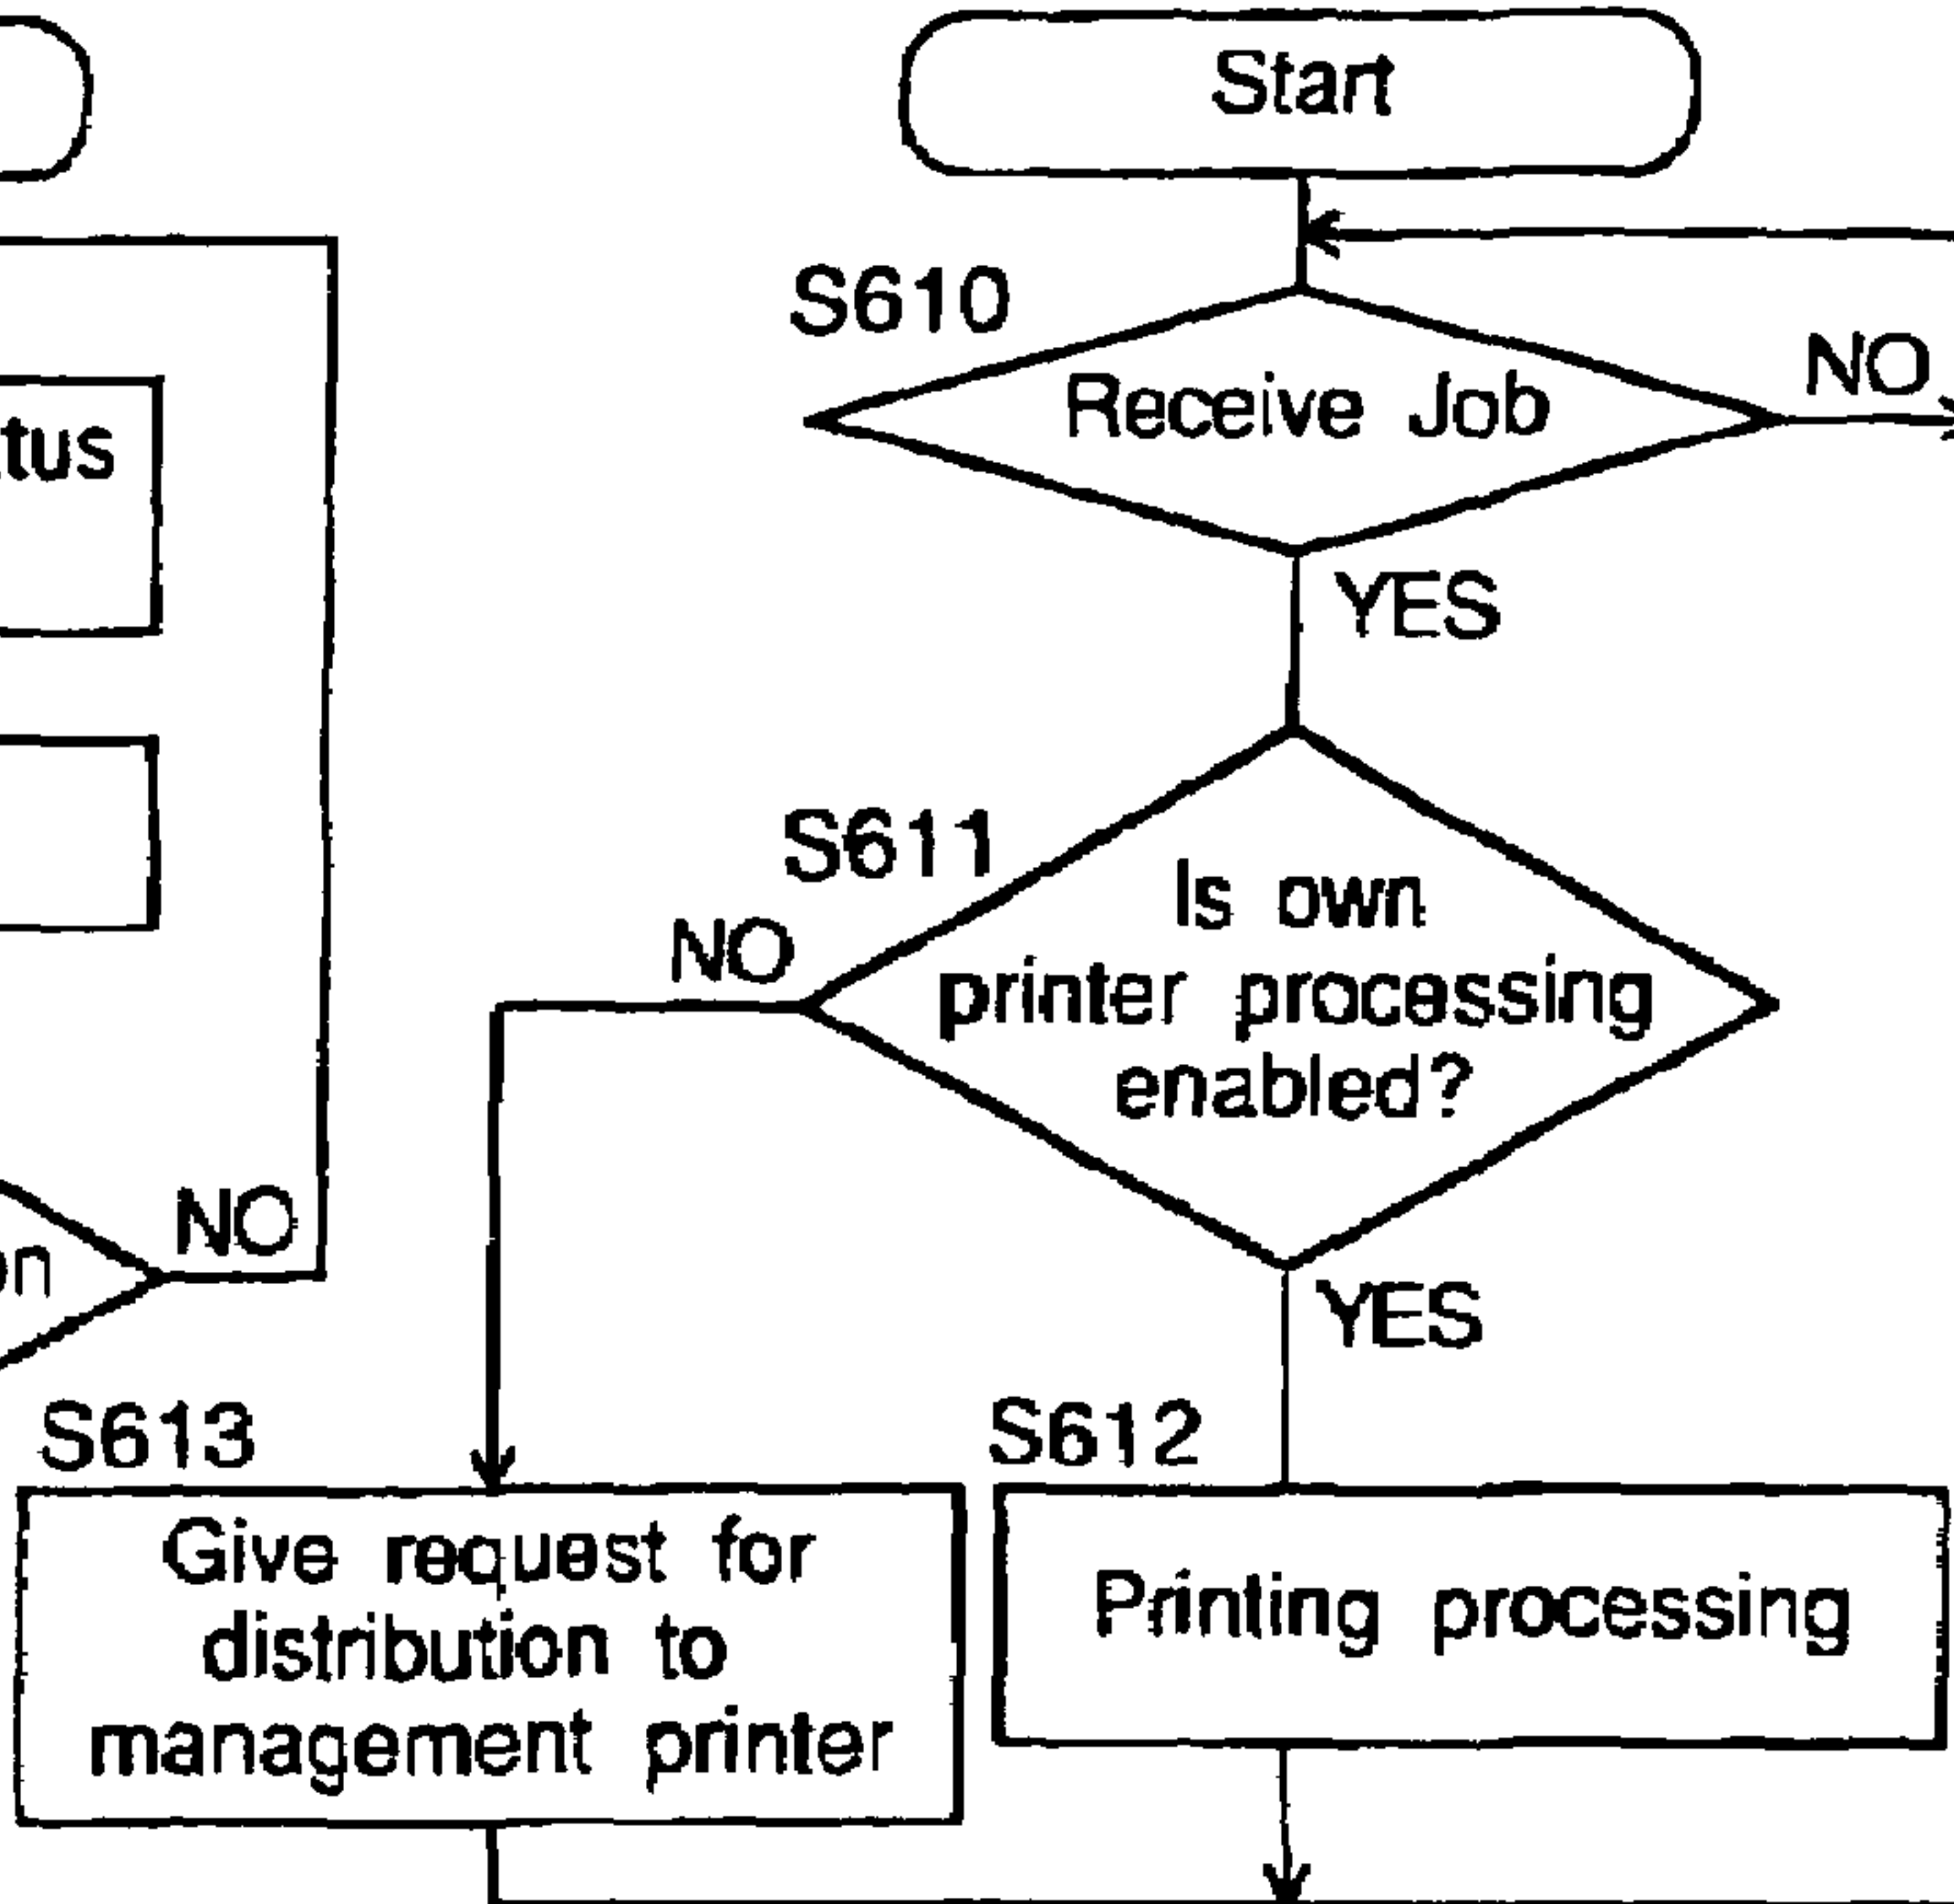 Start
S610
Receive Job
NO
YES
S611
Is own
printer processing
enabled?
NO
YES
NO
S613
Give request for
distribution to
management printer
S612
Printing processing